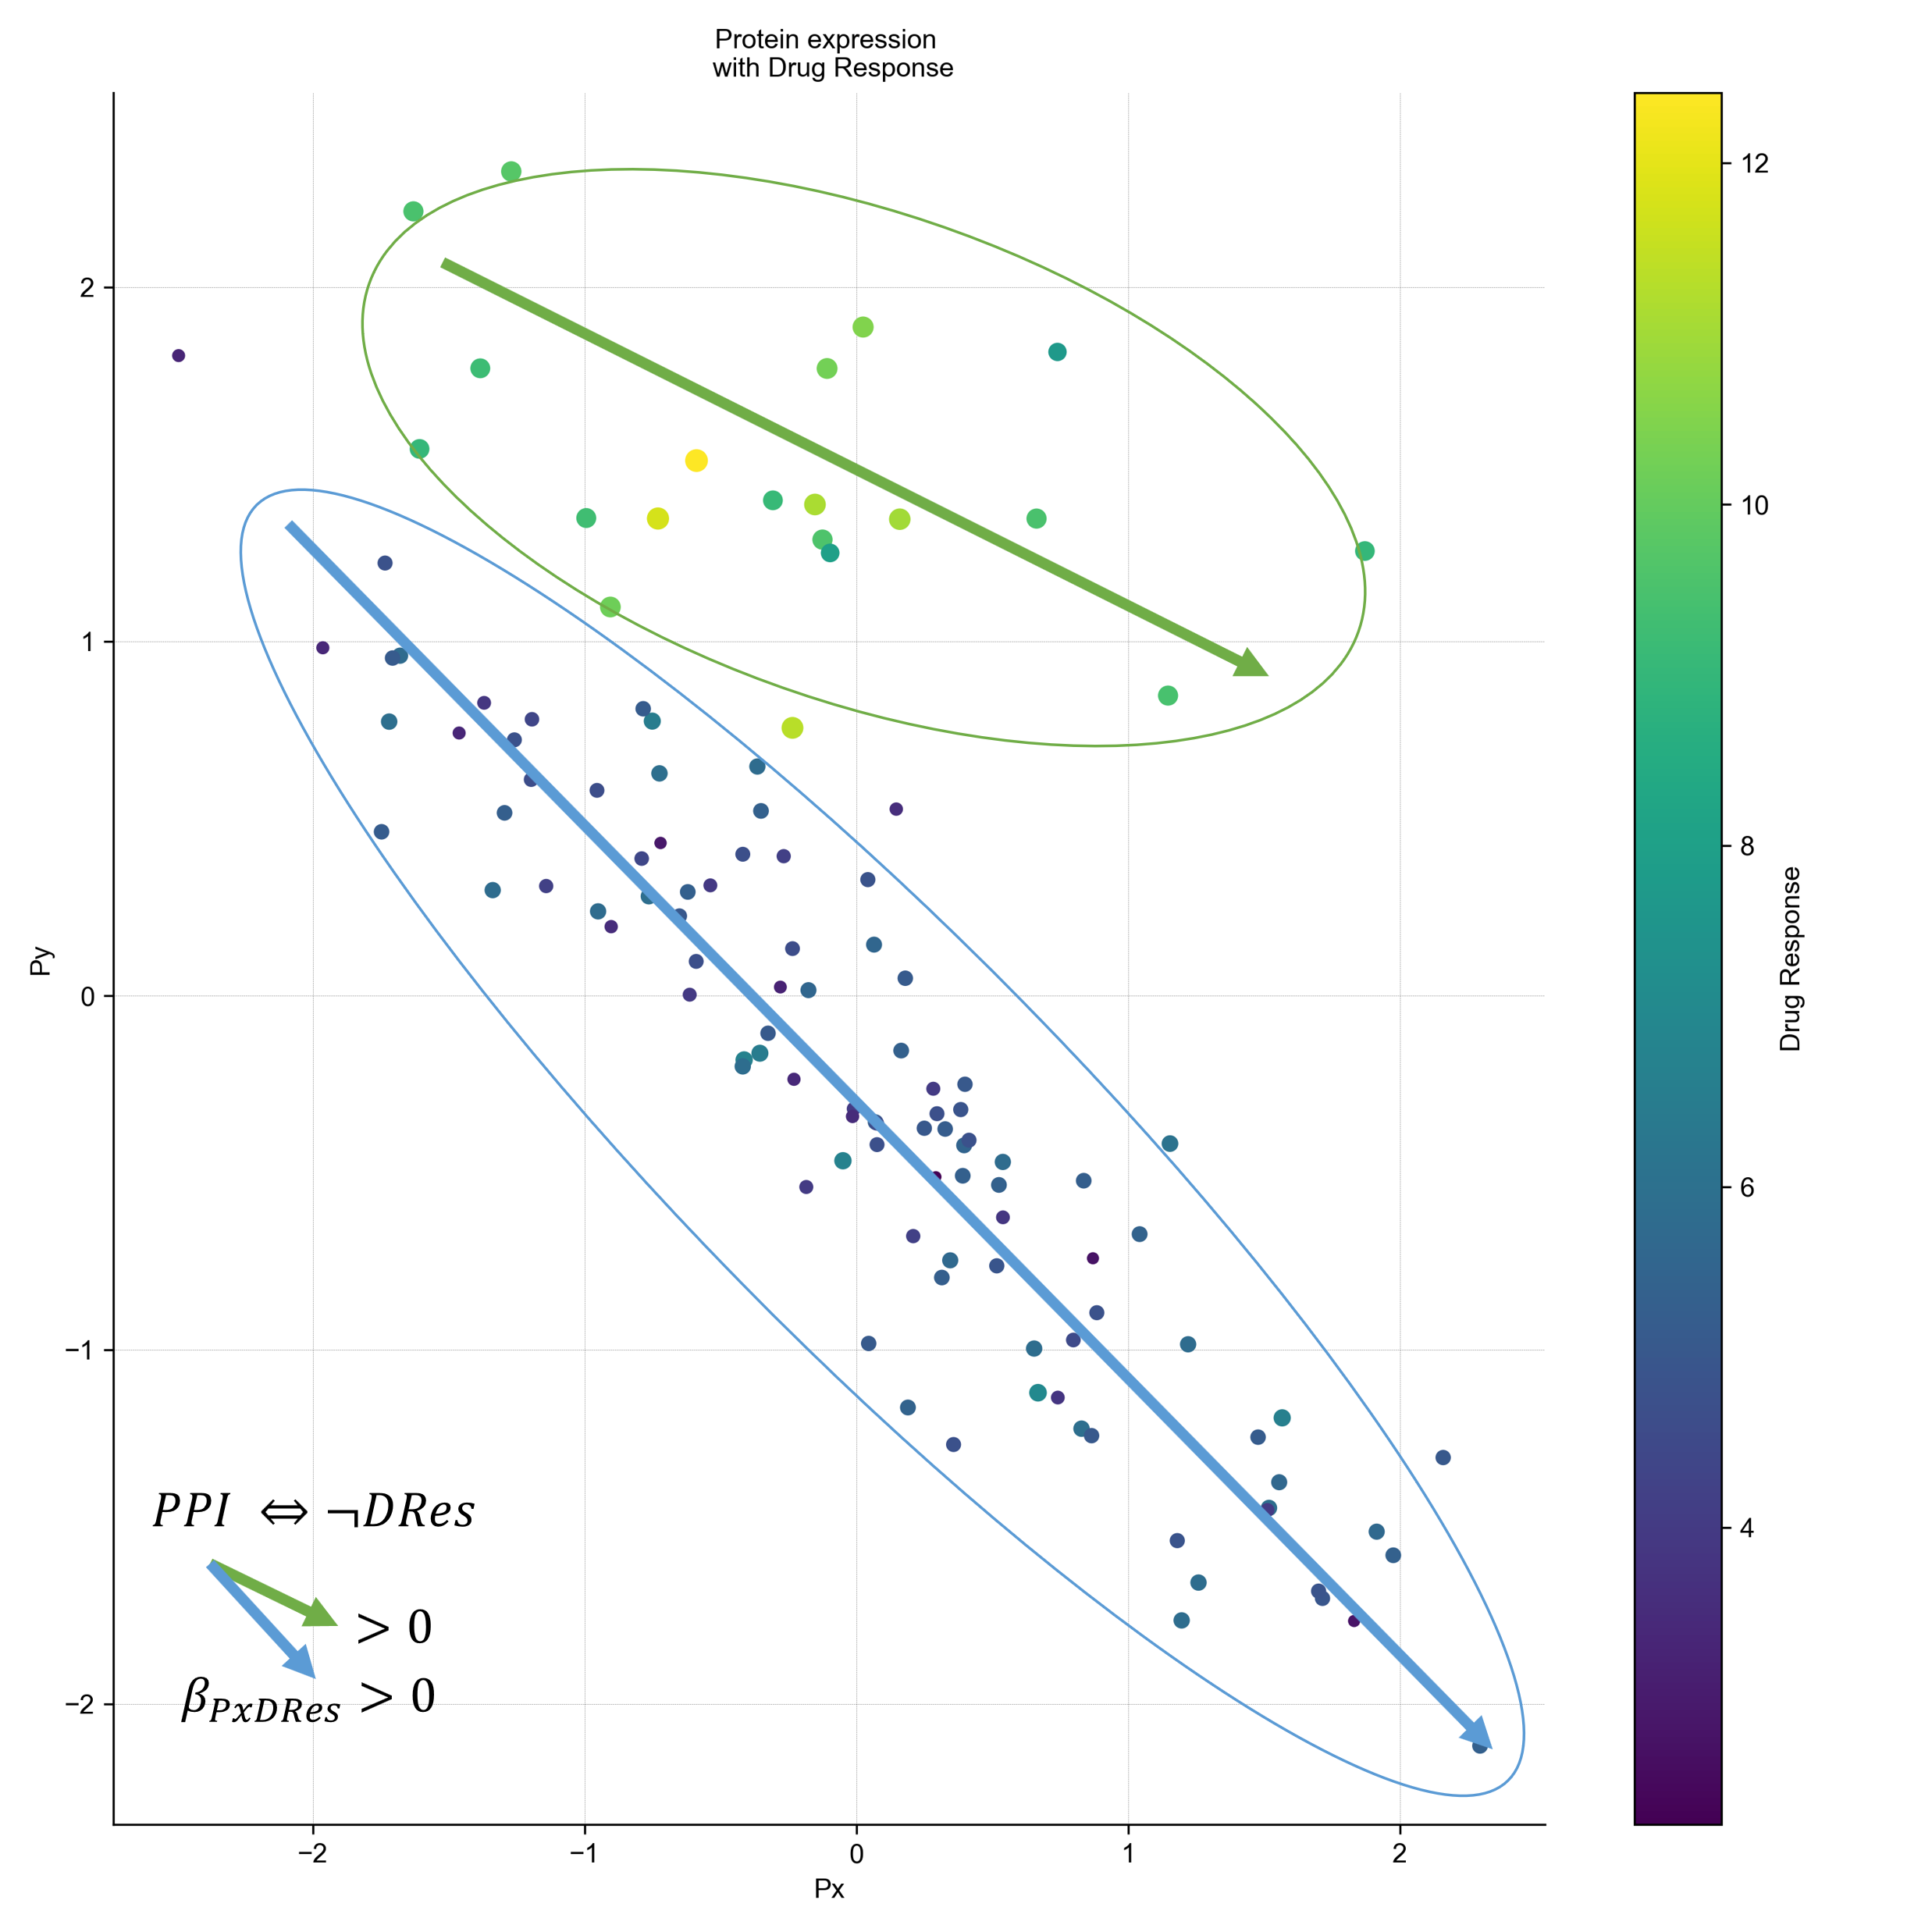 Protein expression
with Drug Response
2
1
0
−1
−2
Py
−2
−1
0
1
2
Px
12
10
8
6
4
Drug Response
PPI ⇔ ¬DRes
> 0
βPxDRes > 0